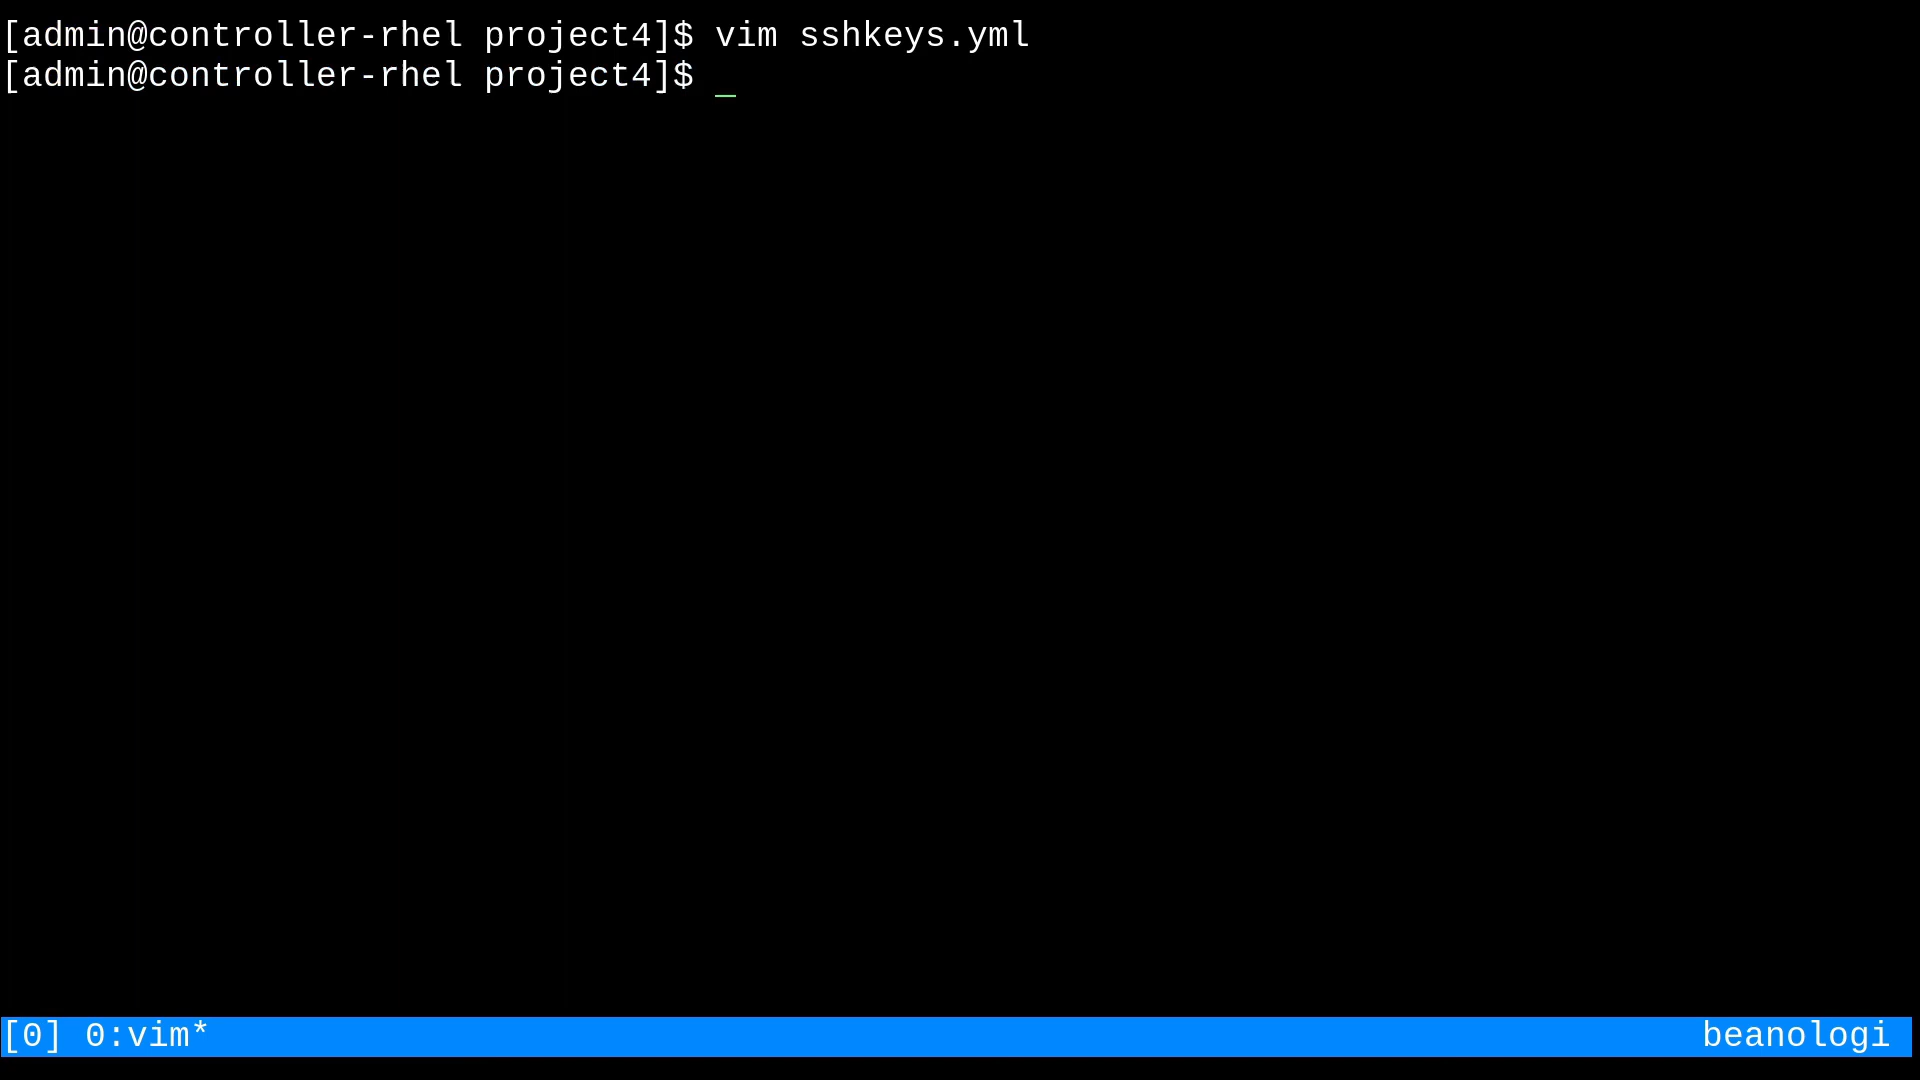 [admin@controller-rhel project4]$ vim sshkeys.yml
[admin@controller-rhel project4]$ _
[0] 0:vim* beanologi